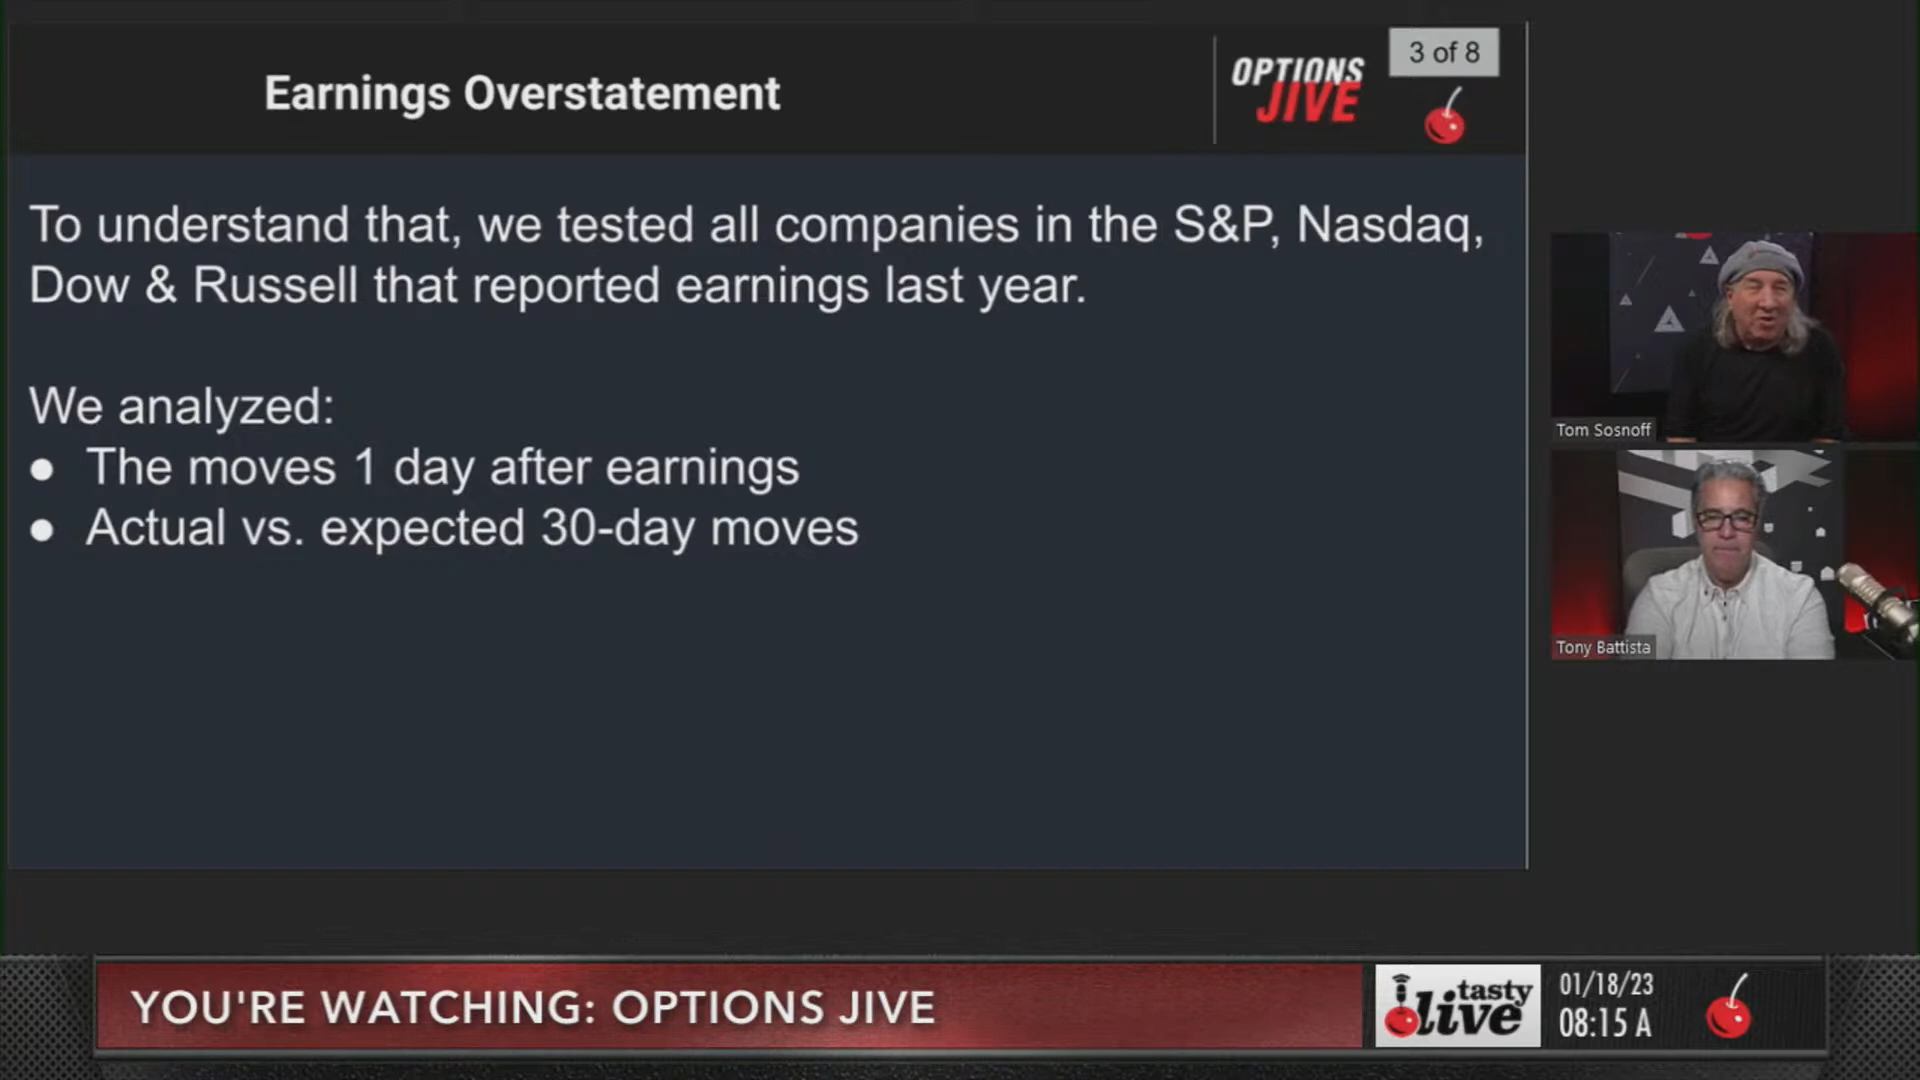 Earnings Overstatement
OPTIONS
JIVE
3 of 8
To understand that, we tested all companies in the S&P, Nasdaq,
Dow & Russell that reported earnings last year.
We analyzed:
● The moves 1 day after earnings
● Actual vs. expected 30-day moves
Tom Sosnoff
Tony Battista
YOU'RE WATCHING: OPTIONS JIVE
tasty
live
01/18/23
08:15 A